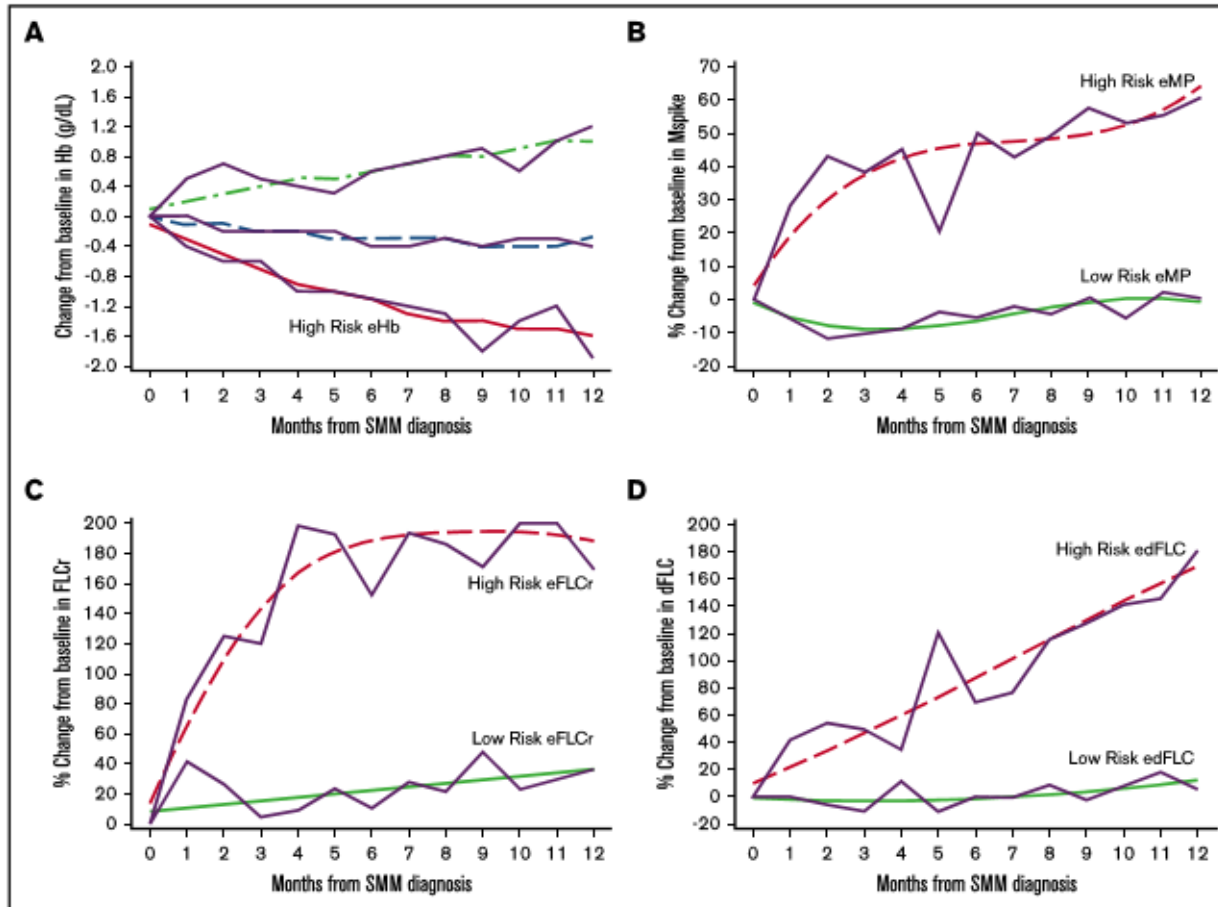 A
Change from baseline in Hb (g/dL)
2.0
1.6
1.2
0.8
0.4
0.0
-0.4
-0.8
-1.2
-1.6
-2.0
High Risk eHb
0 1 2 3 4 5 6 7 8 9 10 11 12
Months from SMM diagnosis
B
% Change from baseline in Mspike
70
60
50
40
30
20
10
0
-10
-20
High Risk eMP
Low Risk eMP
0 1 2 3 4 5 6 7 8 9 10 11 12
Months from SMM diagnosis
C
% Change from baseline in FLCr
200
180
160
140
120
100
80
60
40
20
0
High Risk eFLCr
Low Risk eFLCr
0 1 2 3 4 5 6 7 8 9 10 11 12
Months from SMM diagnosis
D
% Change from baseline in dFLC
200
180
160
140
120
100
80
60
40
20
0
-20
High Risk edFLC
Low Risk edFLC
0 1 2 3 4 5 6 7 8 9 10 11 12
Months from SMM diagnosis